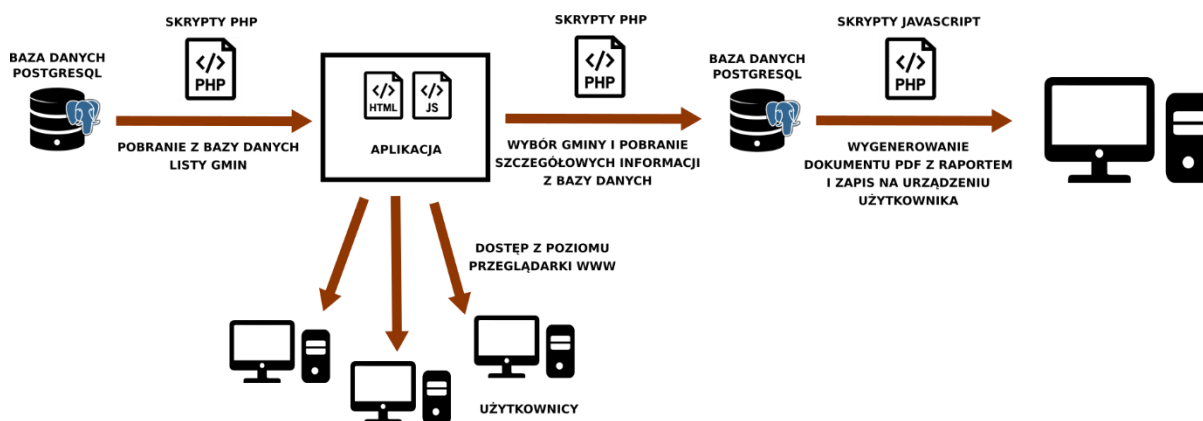 SKRYPTY PHP
BAZA DANYCH
POSTGRESQL
</>
PHP
POBRANIE Z BAZY DANYCH
LISTY GMIN
</>
HTML
</>
JS
APLIKACJA
SKRYPTY PHP
</>
PHP
WYBÓR GMINY I POBRANIE
SZCZEGÓŁOWYCH INFORMACJI
Z BAZY DANYCH
BAZA DANYCH
POSTGRESQL
SKRYPTY JAVASCRIPT
</>
PHP
WYGENEROWANIE
DOKUMENTU PDF Z RAPORTEM
I ZAPIS NA URZĄDZENIU
UŻYTKOWNIKA
DOSTĘP Z POZIOMU
PRZEGLĄDARKI WWW
UŻYTKOWNICY